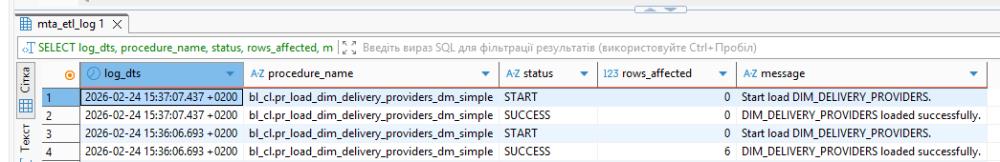 mta_etl_log 1
SELECT log_dts, procedure_name, status, rows_affected, m Введіть вираз SQL для фільтрації результатів (використовуйте Ctrl+Пробіл)
Сітка
Текст
log_dts A-Z procedure_name A-Z status 123 rows_affected A-Z message
1 2026-02-24 15:37:07.437 +0200 bl_cl.pr_load_dim_delivery_providers_dm_simple START 0 Start load DIM_DELIVERY_PROVIDERS.
2 2026-02-24 15:37:07.437 +0200 bl_cl.pr_load_dim_delivery_providers_dm_simple SUCCESS 0 DIM_DELIVERY_PROVIDERS loaded successfully.
3 2026-02-24 15:36:06.693 +0200 bl_cl.pr_load_dim_delivery_providers_dm_simple START 0 Start load DIM_DELIVERY_PROVIDERS.
4 2026-02-24 15:36:06.693 +0200 bl_cl.pr_load_dim_delivery_providers_dm_simple SUCCESS 6 DIM_DELIVERY_PROVIDERS loaded successfully.